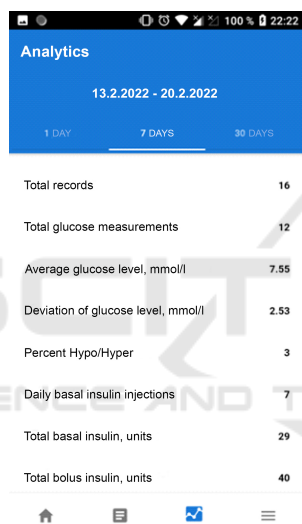 100 % 22:22
Analytics
13.2.2022 - 20.2.2022
1 DAY 7 DAYS 30 DAYS
Total records 16
Total glucose measurements 12
Average glucose level, mmol/l 7.55
Deviation of glucose level, mmol/l 2.53
Percent Hypo/Hyper 3
Daily basal insulin injections 7
Total basal insulin, units 29
Total bolus insulin, units 40